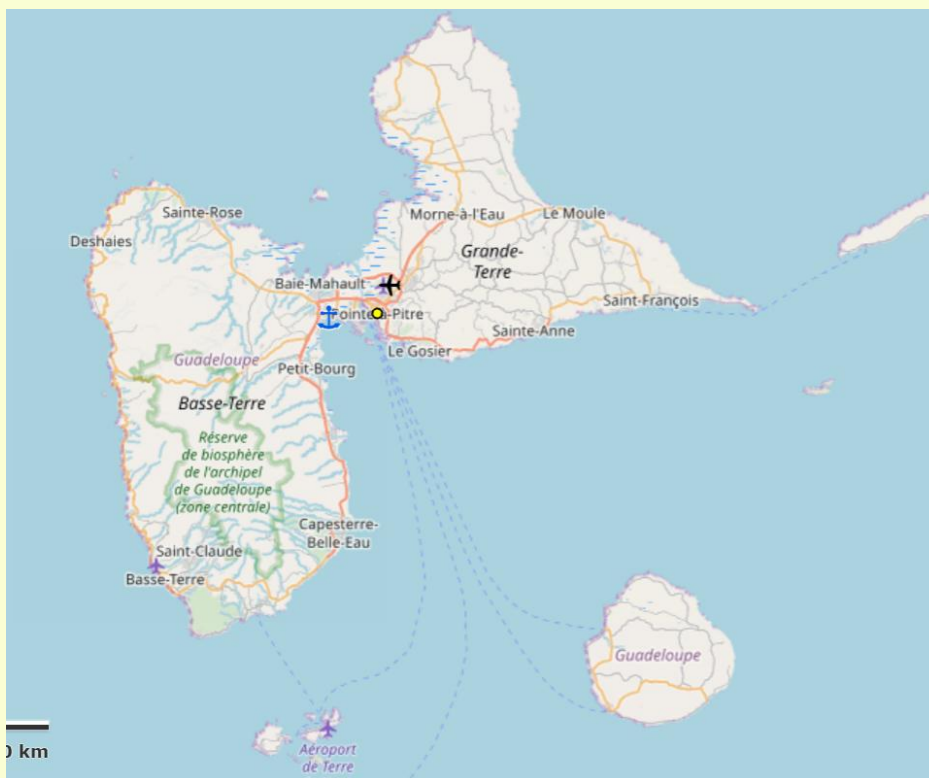 Sainte-Rose
Morne-à-l'Eau
Le Moule
Deshaies
Grande-
Terre
Baie-Mahault
Saint-François
Pointe-à-Pitre
Sainte-Anne
Le Gosier
Guadeloupe
Petit-Bourg
Basse-Terre
Réserve
de biosphère
de l'archipel
de Guadeloupe
(zone centrale)
Capesterre-
Belle-Eau
Saint-Claude
Basse-Terre
Guadeloupe
0 km
Aéroport
de Terre